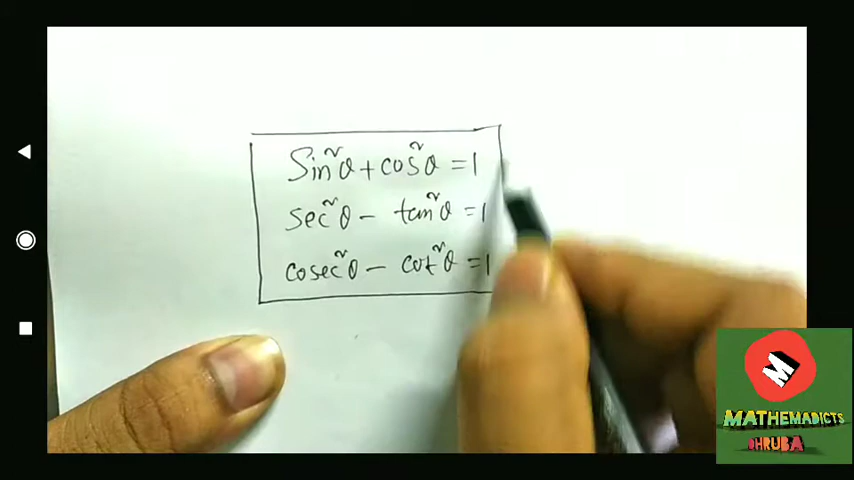 Sin²θ + cos²θ = 1
sec²θ - tan²θ = 1
cosec²θ - cot²θ = 1
M
MATHEMADICTS
DHRUBA